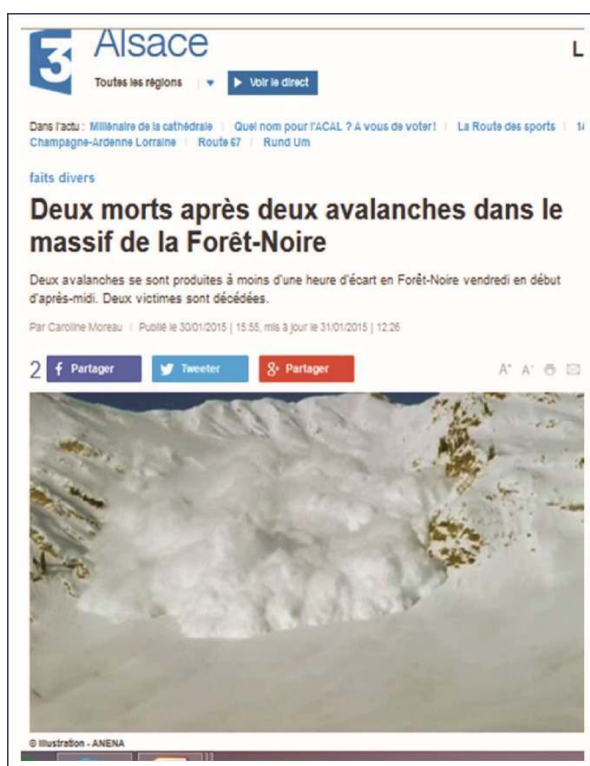 3 Alsace
L
Toutes les régions Voir le direct
Dans l'actu : Millénaire de la cathédrale Quel nom pour l'ACAL ? A vous de voter! La Route des sports 14
Champagne-Ardenne Lorraine Route 67 Rund Um
faits divers
Deux morts après deux avalanches dans le
massif de la Forêt-Noire
Deux avalanches se sont produites à moins d'une heure d'écart en Forêt-Noire vendredi en début
d'après-midi. Deux victimes sont décédées.
Par Caroline Moreau Publié le 30/01/2015 | 15:55, mis à jour le 31/01/2015 | 12:26
2 f Partager Tweeter 8+ Partager A+ A-
© Illustration - ANENA